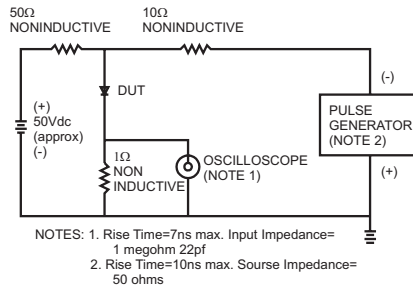 50Ω
NONINDUCTIVE
10Ω
NONINDUCTIVE
(+)
50Vdc
(approx)
(-)
DUT
1Ω
NON
INDUCTIVE
OSCILLOSCOPE
(NOTE 1)
(-)
PULSE
GENERATOR
(NOTE 2)
(+)
NOTES: 1. Rise Time=7ns max. Input Impedance=
1 megohm 22pf
2. Rise Time=10ns max. Sourse Impedance=
50 ohms